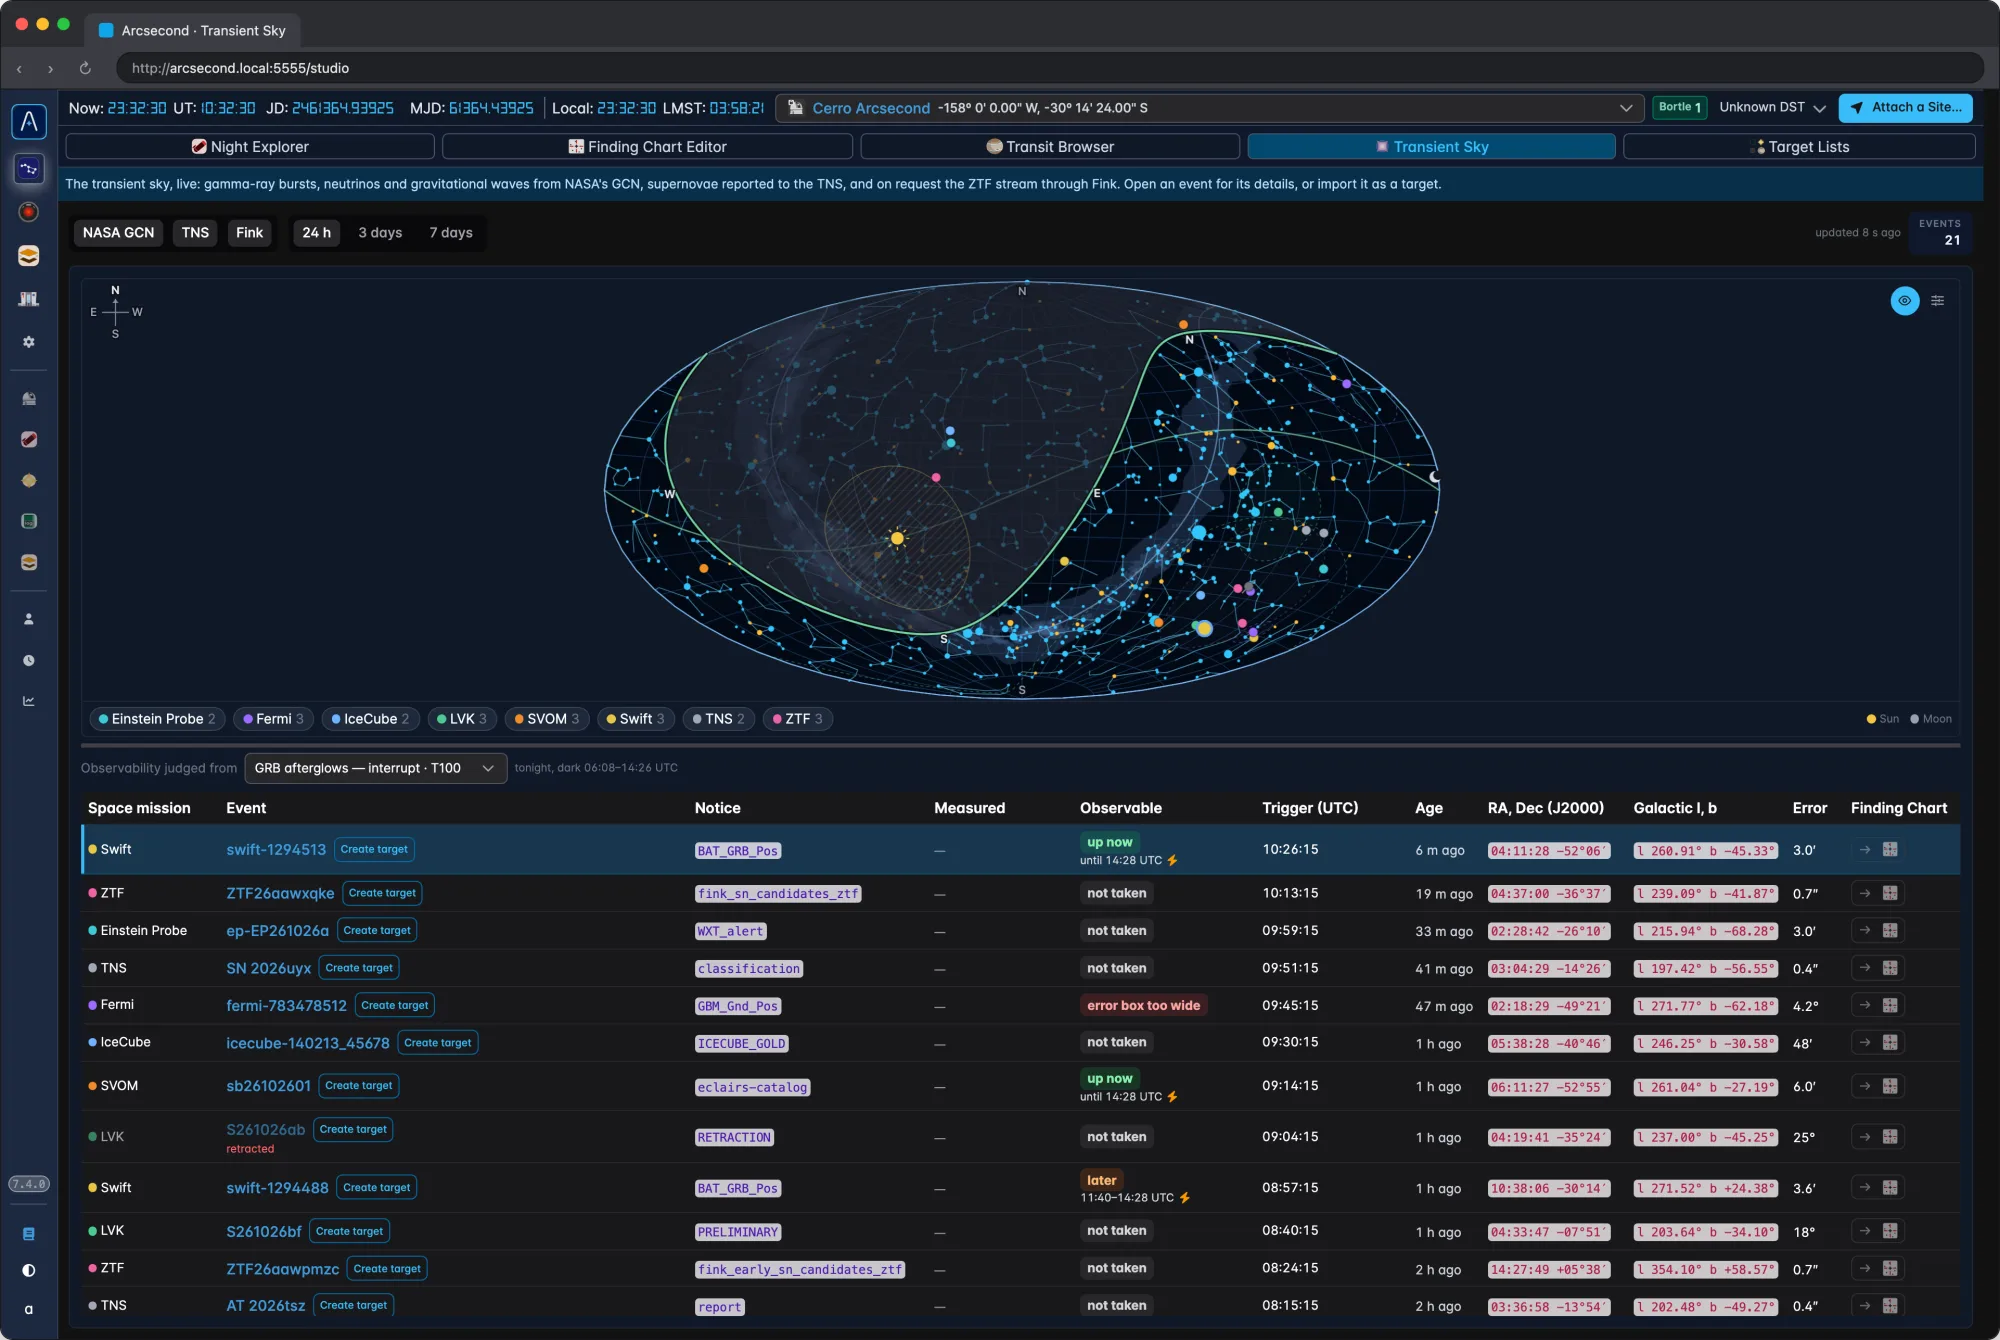 Arcsecond · Transient Sky
http://arcsecond.local:5555/studio
Now: 23:32:30 UT: 10:32:30 JD: 2461364.93925 MJD: 61364.43925 Local: 23:32:30 LMST: 03:58:21 Cerro Arcsecond -158° 0' 0.00" W, -30° 14' 24.00" S Bortle 1 Unknown DST Attach a Site...
Night Explorer Finding Chart Editor Transit Browser Transient Sky Target Lists
The transient sky, live: gamma-ray bursts, neutrinos and gravitational waves from NASA's GCN, supernovae reported to the TNS, and on request the ZTF stream through Fink. Open an event for its details, or import it as a target.
NASA GCN TNS Fink 24 h 3 days 7 days updated 8 s ago EVENTS 21
N
E W
S
N
N
W
E
S
S
Einstein Probe 2 Fermi 3 IceCube 2 LVK 3 SVOM 3 Swift 3 TNS 2 ZTF 3 Sun Moon
Observability judged from GRB afterglows — interrupt · T100 tonight, dark 06:08–14:26 UTC
Space mission Event Notice Measured Observable Trigger (UTC) Age RA, Dec (J2000) Galactic l, b Error Finding Chart
Swift swift-1294513 Create target BAT_GRB_Pos — up now until 14:28 UTC ⚡ 10:26:15 6 m ago 04:11:28 −52°06′ l 260.91° b −45.33° 3.0′
ZTF ZTF26aawxqke Create target fink_sn_candidates_ztf — not taken 10:13:15 19 m ago 04:37:00 −36°37′ l 239.09° b −41.87° 0.7″
Einstein Probe ep-EP261026a Create target WXT_alert — not taken 09:59:15 33 m ago 02:28:42 −26°10′ l 215.94° b −68.28° 3.0′
TNS SN 2026uyx Create target classification — not taken 09:51:15 41 m ago 03:04:29 −14°26′ l 197.42° b −56.55° 0.4″
Fermi fermi-783478512 Create target GBM_Gnd_Pos — error box too wide 09:45:15 47 m ago 02:18:29 −49°21′ l 271.77° b −62.18° 4.2°
IceCube icecube-140213_45678 Create target ICECUBE_GOLD — not taken 09:30:15 1 h ago 05:38:28 −40°46′ l 246.25° b −30.58° 48′
SVOM sb26102601 Create target eclairs-catalog — up now until 14:28 UTC ⚡ 09:14:15 1 h ago 06:11:27 −52°55′ l 261.04° b −27.19° 6.0′
LVK S261026ab Create target retracted RETRACTION — not taken 09:04:15 1 h ago 04:19:41 −35°24′ l 237.00° b −45.25° 25°
Swift swift-1294488 Create target BAT_GRB_Pos — later 11:40–14:28 UTC ⚡ 08:57:15 1 h ago 10:38:06 −30°14′ l 271.52° b +24.38° 3.6′
LVK S261026bf Create target PRELIMINARY — not taken 08:40:15 1 h ago 04:33:47 −07°51′ l 203.64° b −34.10° 18°
ZTF ZTF26aawpmzc Create target fink_early_sn_candidates_ztf — not taken 08:24:15 2 h ago 14:27:49 +05°38′ l 354.10° b +58.57° 0.7″
TNS AT 2026tsz Create target report — not taken 08:15:15 2 h ago 03:36:58 −13°54′ l 202.48° b −49.27° 0.4″
7.4.0
a